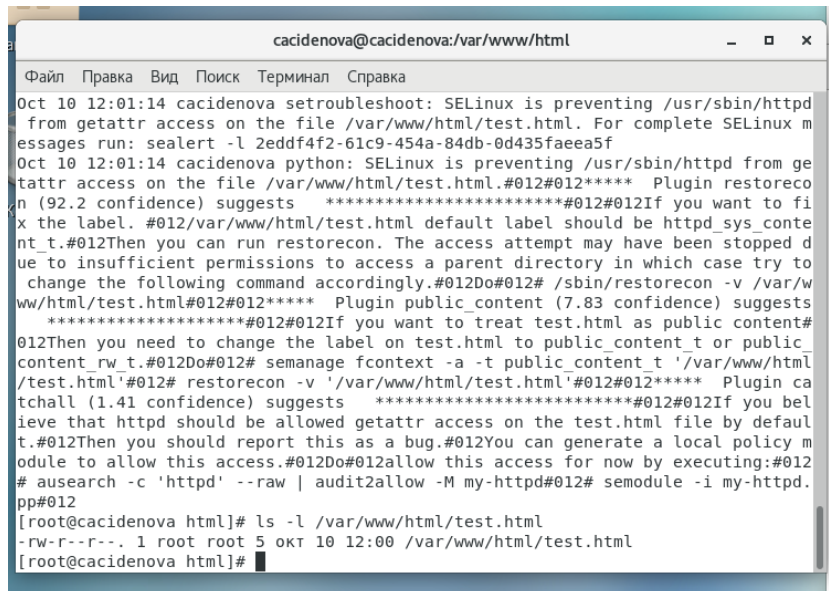 cacidenova@cacidenova:/var/www/html
Файл Правка Вид Поиск Терминал Справка
Oct 10 12:01:14 cacidenova setroubleshoot: SELinux is preventing /usr/sbin/httpd
 from getattr access on the file /var/www/html/test.html. For complete SELinux m
essages run: sealert -l 2eddf4f2-61c9-454a-84db-0d435faeea5f
Oct 10 12:01:14 cacidenova python: SELinux is preventing /usr/sbin/httpd from ge
tattr access on the file /var/www/html/test.html.#012#012*****  Plugin restoreco
n (92.2 confidence) suggests   ************************#012#012If you want to fi
x the label. #012/var/www/html/test.html default label should be httpd_sys_conte
nt_t.#012Then you can run restorecon. The access attempt may have been stopped d
ue to insufficient permissions to access a parent directory in which case try to
 change the following command accordingly.#012Do#012# /sbin/restorecon -v /var/w
ww/html/test.html#012#012*****  Plugin public_content (7.83 confidence) suggests
   ********************#012#012If you want to treat test.html as public content#
012Then you need to change the label on test.html to public_content_t or public_
content_rw_t.#012Do#012# semanage fcontext -a -t public_content_t '/var/www/html
/test.html'#012# restorecon -v '/var/www/html/test.html'#012#012*****  Plugin ca
tchall (1.41 confidence) suggests   **************************#012#012If you bel
ieve that httpd should be allowed getattr access on the test.html file by defaul
t.#012Then you should report this as a bug.#012You can generate a local policy m
odule to allow this access.#012Do#012allow this access for now by executing:#012
# ausearch -c 'httpd' --raw | audit2allow -M my-httpd#012# semodule -i my-httpd.
pp#012
[root@cacidenova html]# ls -l /var/www/html/test.html
-rw-r--r--. 1 root root 5 окт 10 12:00 /var/www/html/test.html
[root@cacidenova html]#